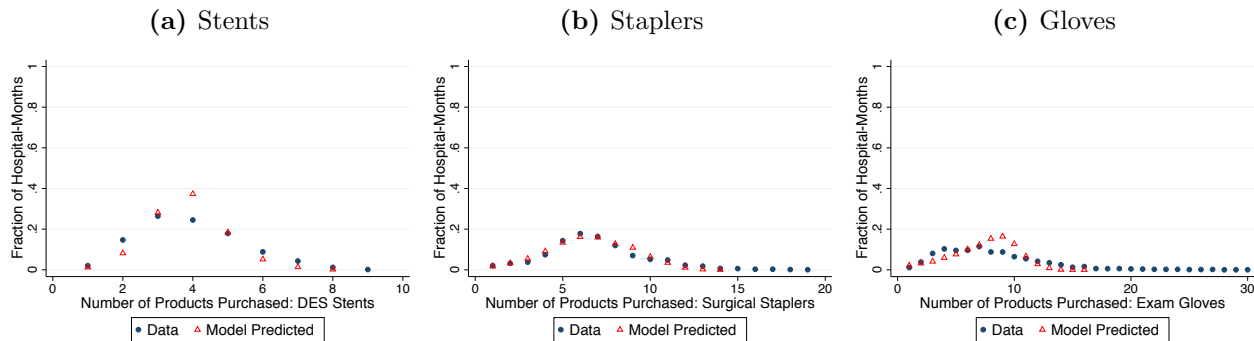 (a) Stents
Fraction of Hospital-Months
1
.8
.6
.4
.2
0
0 2 4 6 8 10
Number of Products Purchased: DES Stents
Data Model Predicted
(b) Staplers
Fraction of Hospital-Months
1
.8
.6
.4
.2
0
0 5 10 15 20
Number of Products Purchased: Surgical Staplers
Data Model Predicted
(c) Gloves
Fraction of Hospital-Months
1
.8
.6
.4
.2
0
0 10 20 30
Number of Products Purchased: Exam Gloves
Data Model Predicted